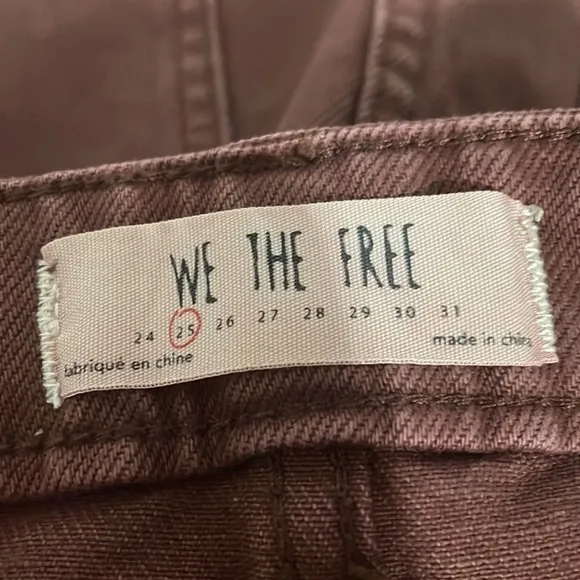 WE THE FREE
24 25 26 27 28 29 30 31
fabriqué en chine
made in china